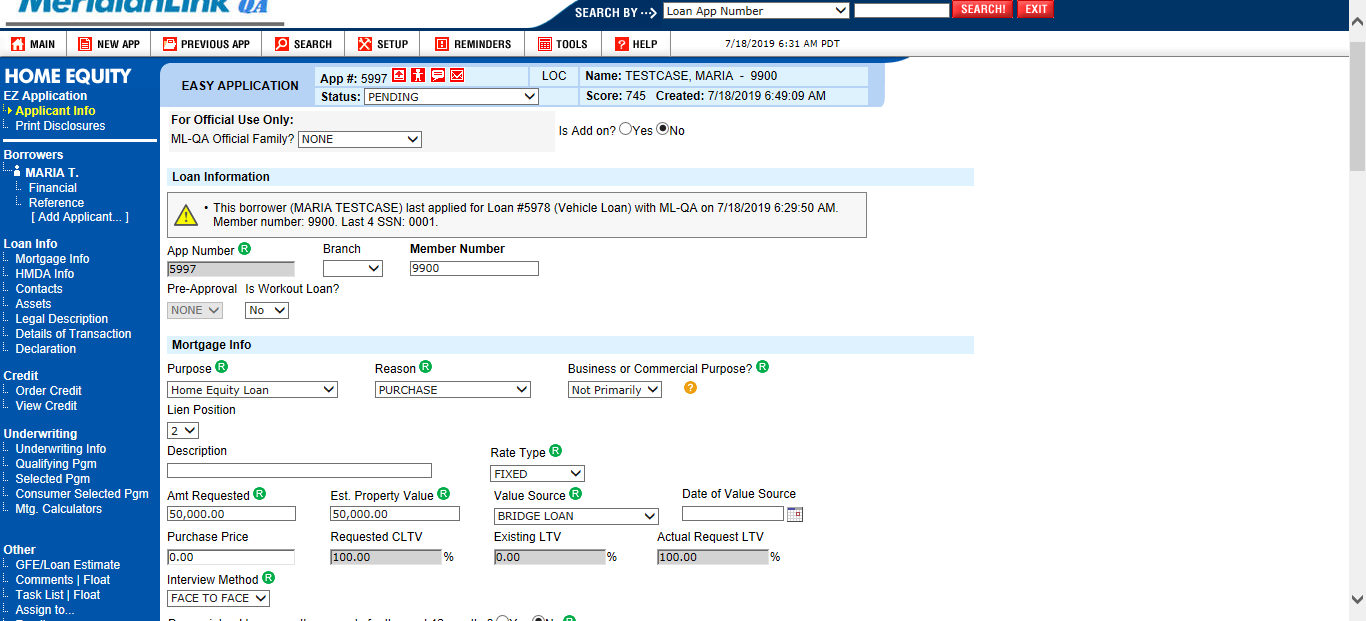 MeridianLink QA
SEARCH BY ··> Loan App Number SEARCH! EXIT
MAIN NEW APP PREVIOUS APP SEARCH SETUP REMINDERS TOOLS HELP 7/18/2019 6:31 AM PDT
HOME EQUITY
EZ Application
Applicant Info
Print Disclosures
Borrowers
MARIA T.
Financial
Reference
[ Add Applicant... ]
Loan Info
Mortgage Info
HMDA Info
Contacts
Assets
Legal Description
Details of Transaction
Declaration
Credit
Order Credit
View Credit
Underwriting
Underwriting Info
Qualifying Pgm
Selected Pgm
Consumer Selected Pgm
Mtg. Calculators
Other
GFE/Loan Estimate
Comments | Float
Task List | Float
Assign to...
EASY APPLICATION
App #: 5997 LOC Name: TESTCASE, MARIA - 9900
Status: PENDING Score: 745 Created: 7/18/2019 6:49:09 AM
For Official Use Only:
ML-QA Official Family? NONE
Is Add on? Yes No
Loan Information
• This borrower (MARIA TESTCASE) last applied for Loan #5978 (Vehicle Loan) with ML-QA on 7/18/2019 6:29:50 AM.
Member number: 9900. Last 4 SSN: 0001.
App Number R Branch Member Number
5997 9900
Pre-Approval Is Workout Loan?
NONE No
Mortgage Info
Purpose R Reason R Business or Commercial Purpose? R
Home Equity Loan PURCHASE Not Primarily ?
Lien Position
2
Description Rate Type R
FIXED
Amt Requested R Est. Property Value R Value Source R Date of Value Source
50,000.00 50,000.00 BRIDGE LOAN
Purchase Price Requested CLTV Existing LTV Actual Request LTV
0.00 100.00 % 0.00 % 100.00 %
Interview Method R
FACE TO FACE